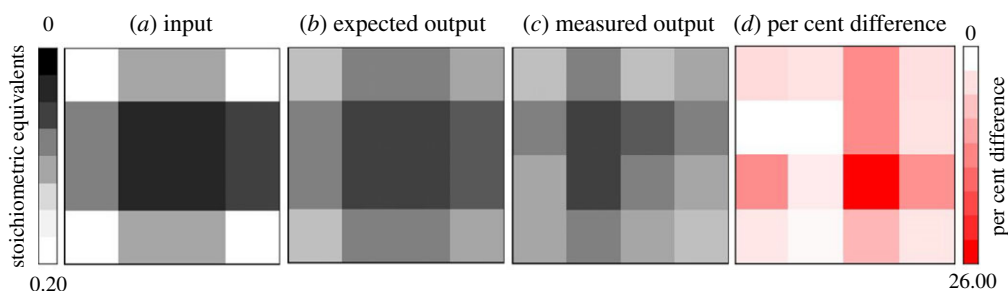 0
(a) input
(b) expected output
(c) measured output
(d) per cent difference
0
stoichiometric equivalents
per cent difference
0.20
26.00